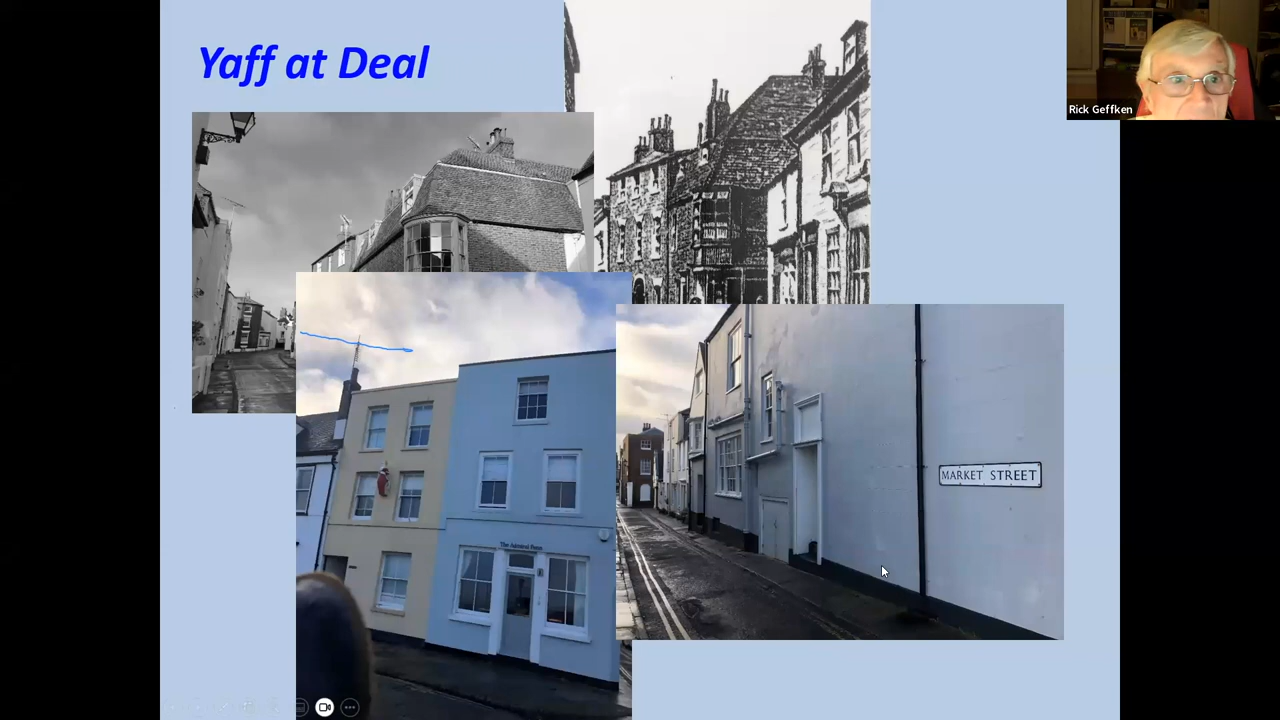 Yaff at Deal
Rick Geffken
MARKET STREET
The Admiral Penn